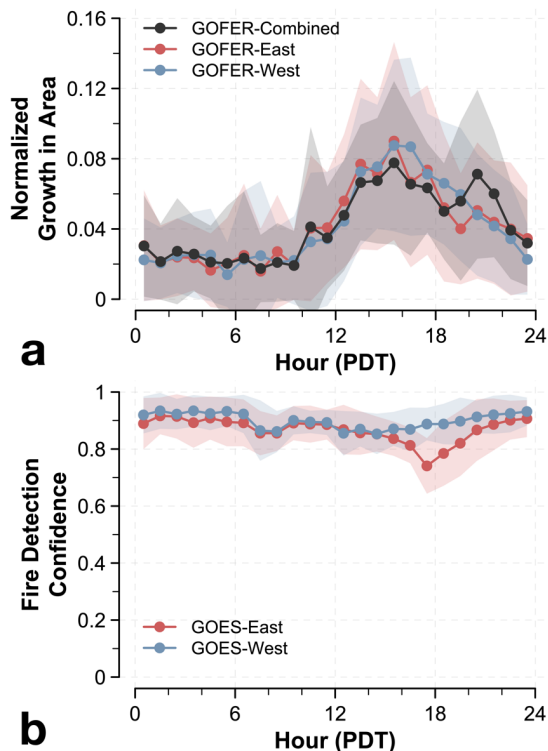 0.16
0.12
0.08
0.04
0
Normalized
Growth in Area
GOFER-Combined
GOFER-East
GOFER-West
0
6
12
18
24
Hour (PDT)
a
1
0.8
0.6
0.4
0.2
0
Fire Detection
Confidence
GOES-East
GOES-West
0
6
12
18
24
Hour (PDT)
b